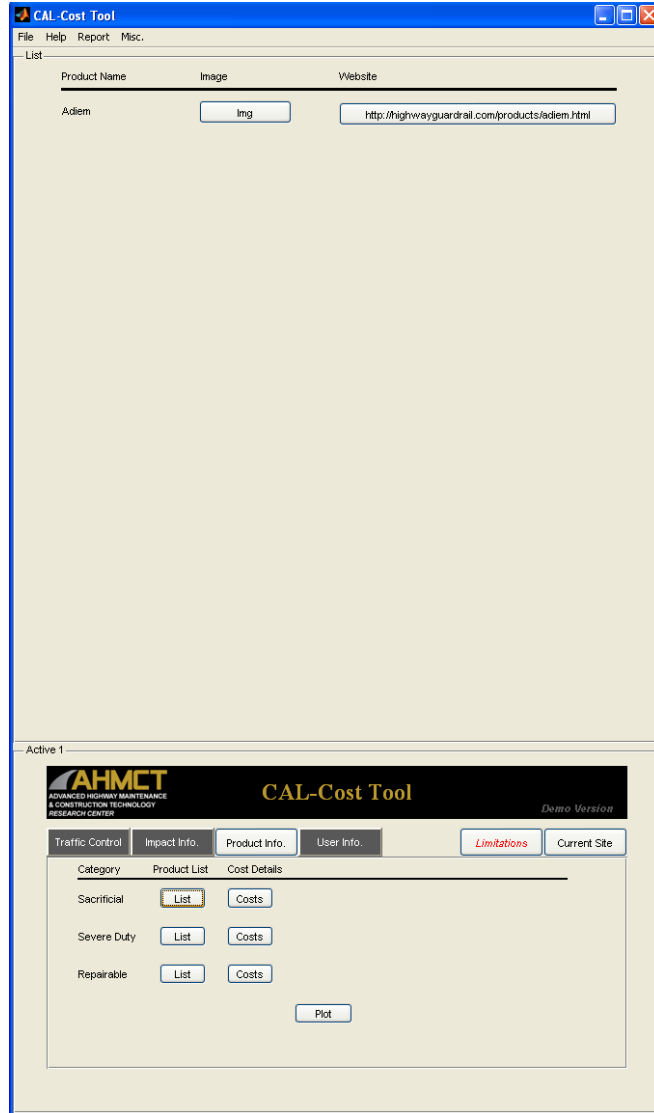 CAL-Cost Tool
File Help Report Misc.
List
Product Name Image Website
Adiem Img http://highwayguardrail.com/products/adiem.html
Active 1
AHMCT
ADVANCED HIGHWAY MAINTENANCE
& CONSTRUCTION TECHNOLOGY
RESEARCH CENTER
CAL-Cost Tool
Demo Version
Traffic Control Impact Info. Product Info. User Info. Limitations Current Site
Category Product List Cost Details
Sacrificial List Costs
Severe Duty List Costs
Repairable List Costs
Plot